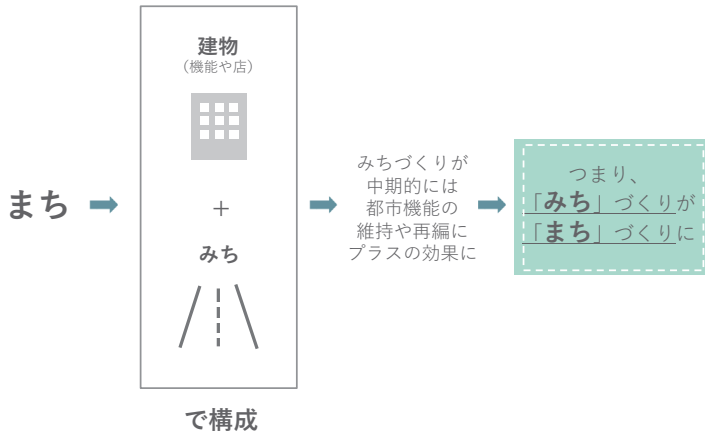 まち
建物
（機能や店）
＋
みち
で構成
みちづくりが
中期的には
都市機能の
維持や再編に
プラスの効果に
つまり、
「みち」づくりが
「まち」づくりに